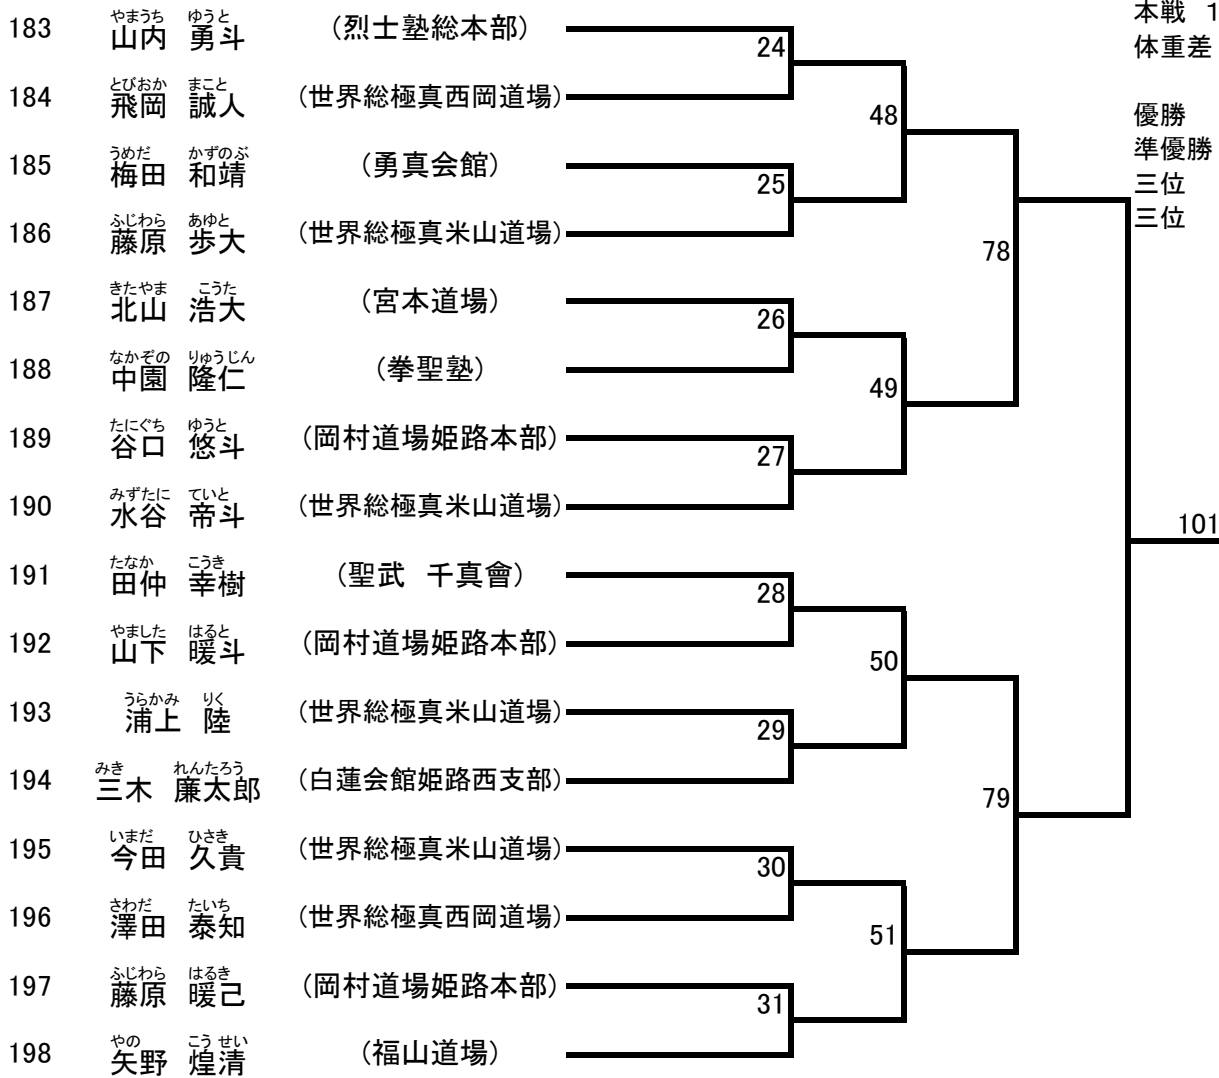 やまうち ゆうと
183 山内 勇斗 (烈士塾総本部)
24
とびおか まこと
184 飛岡 誠人 (世界総極真西岡道場)
48
うめだ かずのぶ
185 梅田 和靖 (勇真会館)
25
ふじわら あゆと
186 藤原 歩大 (世界総極真米山道場)
78
きたやま こうた
187 北山 浩大 (宮本道場)
26
なかぞの りゅうじん
188 中園 隆仁 (拳聖塾)
49
たにぐち ゆうと
189 谷口 悠斗 (岡村道場姫路本部)
27
みずたに ていと
190 水谷 帝斗 (世界総極真米山道場)
101
たなか こうき
191 田仲 幸樹 (聖武 千真會)
28
やました はると
192 山下 暖斗 (岡村道場姫路本部)
50
うらかみ りく
193 浦上 陸 (世界総極真米山道場)
29
みき れんたろう
194 三木 廉太郎 (白蓮会館姫路西支部)
79
いまだ ひさき
195 今田 久貴 (世界総極真米山道場)
30
さわだ たいち
196 澤田 泰知 (世界総極真西岡道場)
51
ふじわら はるき
197 藤原 暖己 (岡村道場姫路本部)
31
やの こう せい
198 矢野 煌清 (福山道場)
本戦 1
体重差
優勝
準優勝
三位
三位